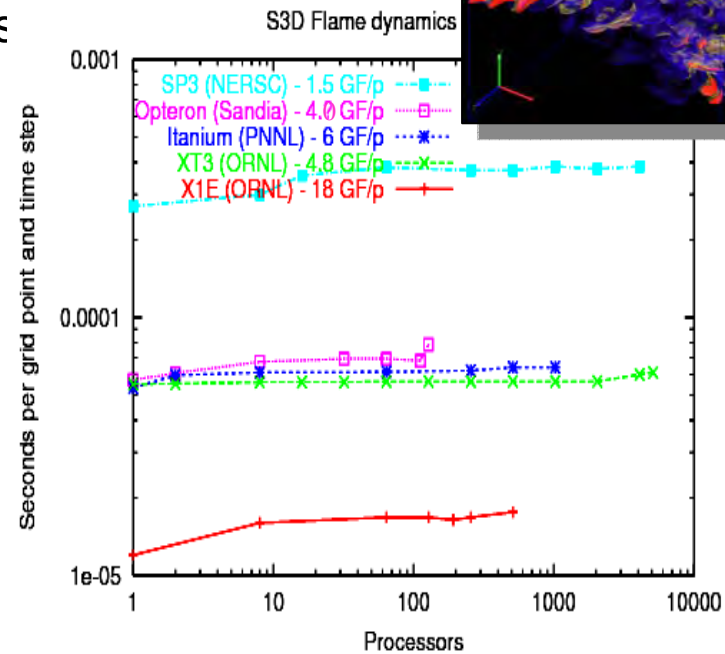 S3D Flame dynamics
0.001
SP3 (NERSC) - 1.5 GF/p
Opteron (Sandia) - 4.0 GF/p
Itanium (PNNL) - 6 GF/p
XT3 (ORNL) - 4.8 GF/p
X1E (ORNL) - 18 GF/p
Seconds per grid point and time step
0.0001
1e-05
1 10 100 1000 10000
Processors